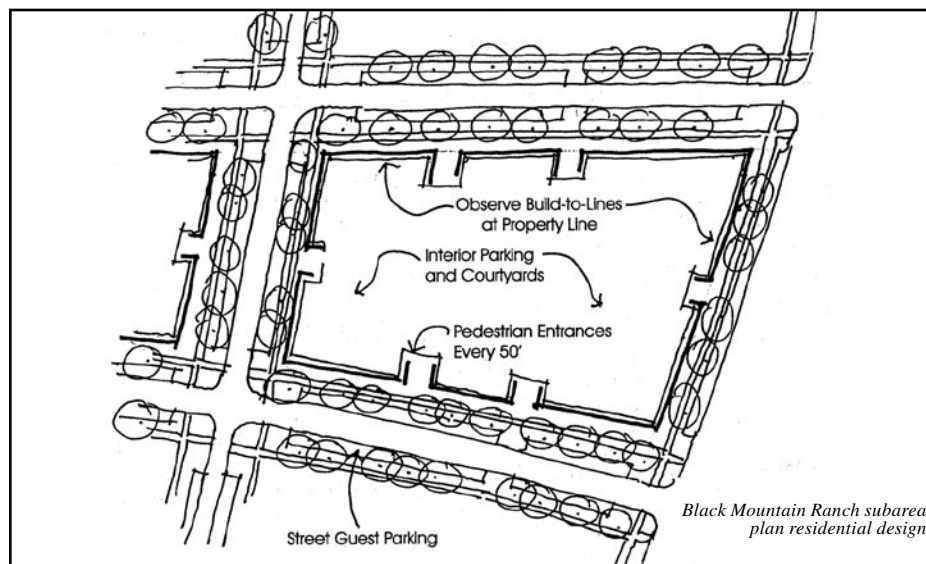 Observe Build-to-Lines
at Property Line
Interior Parking
and Courtyards
Pedestrian Entrances
Every 50'
Street Guest Parking
Black Mountain Ranch subarea
plan residential design